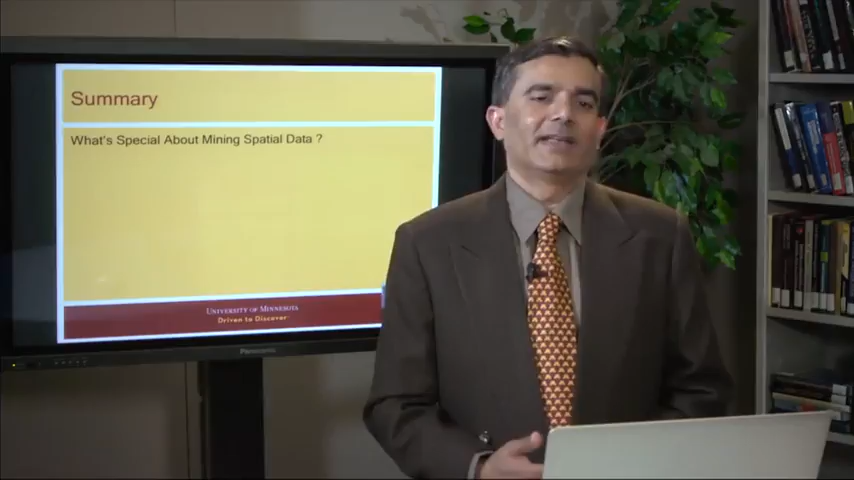 Summary
What's Special About Mining Spatial Data ?
UNIVERSITY OF MINNESOTA
Driven to Discover
Panasonic